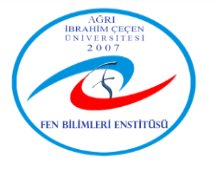 AĞRI
İBRAHİM ÇEÇEN
ÜNİVERSİTESİ
2007
FEN BİLİMLERİ ENSTİTÜSÜ